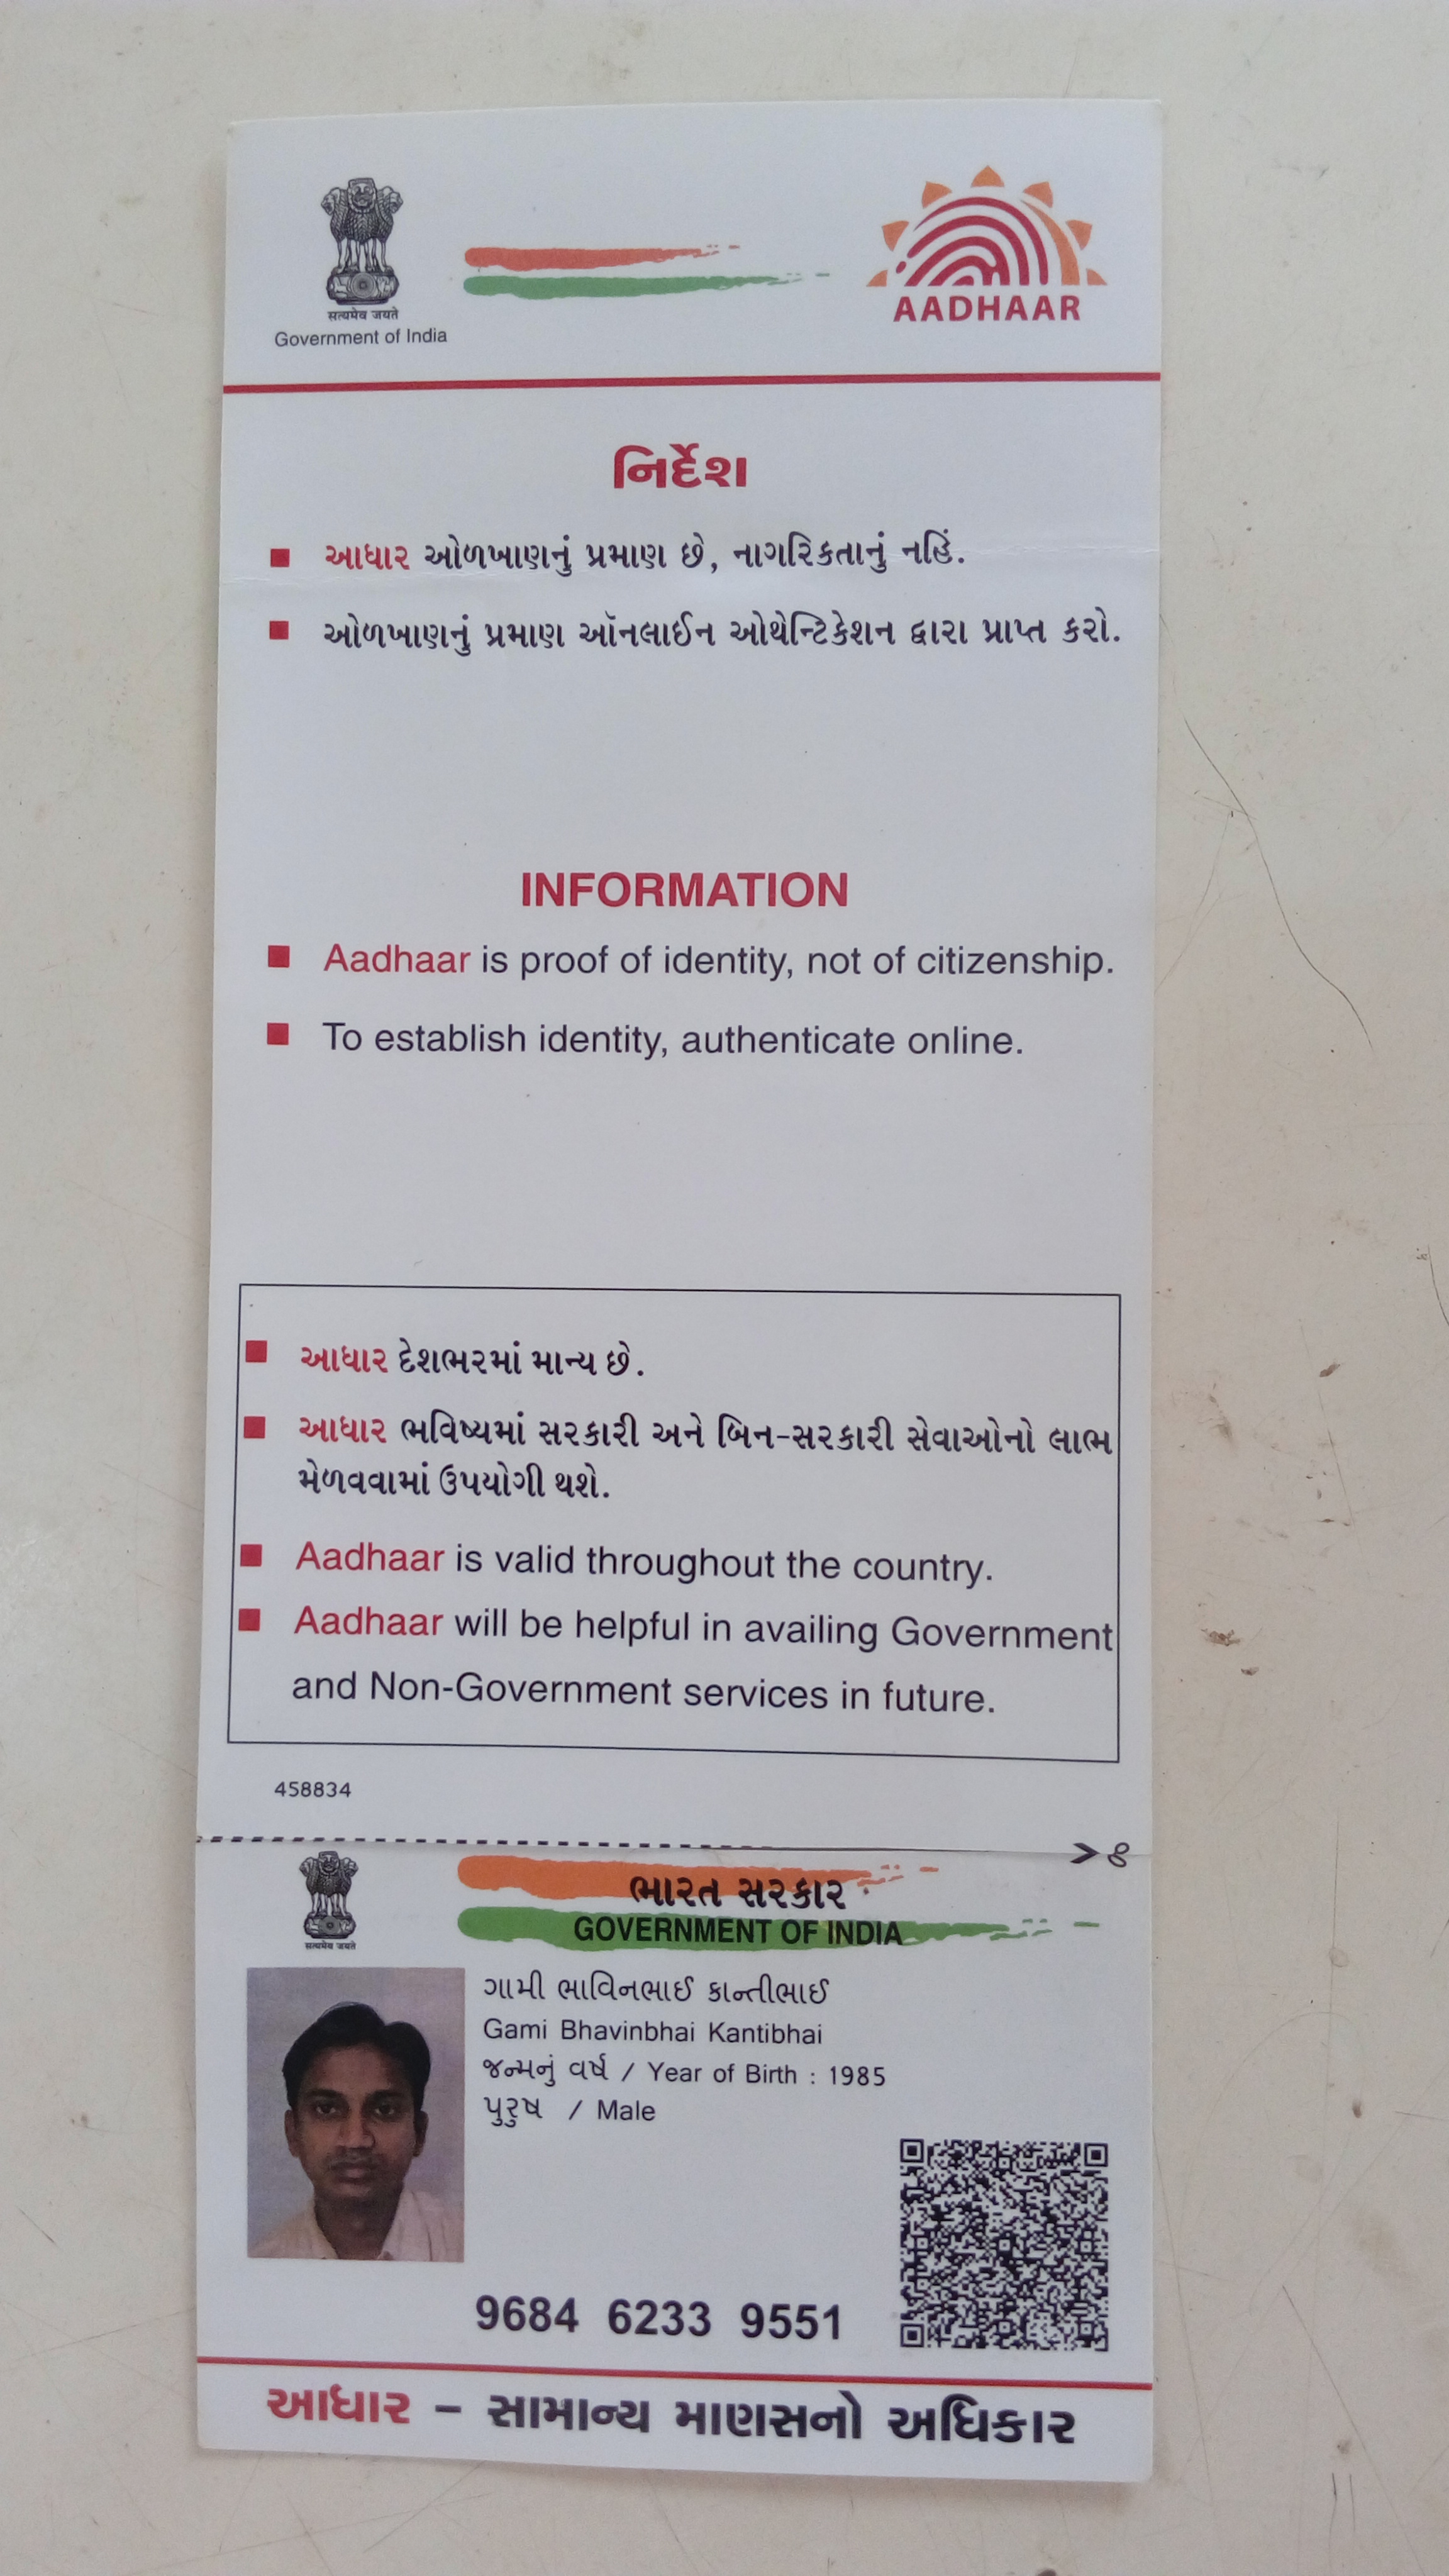 सत्यमेव जयते
Government of India
AADHAAR
નિર્દેશ
આધાર ઓળખાણનું પ્રમાણ છે, નાગરિકતાનું નહિં.
ઓળખાણનું પ્રમાણ ઑનલાઈન ઓથેન્ટિકેશન દ્વારા પ્રાપ્ત કરો.
INFORMATION
Aadhaar is proof of identity, not of citizenship.
To establish identity, authenticate online.
આધાર દેશભરમાં માન્ય છે.
આધાર ભવિષ્યમાં સરકારી અને બિન-સરકારી સેવાઓનો લાભ
મેળવવામાં ઉપયોગી થશે.
Aadhaar is valid throughout the country.
Aadhaar will be helpful in availing Government
and Non-Government services in future.
458834
ભારત સરકાર
GOVERNMENT OF INDIA
सत्यमेव जयते
ગામી ભાવિનભાઈ કાન્તીભાઈ
Gami Bhavinbhai Kantibhai
જન્મનું વર્ષ / Year of Birth : 1985
પુરુષ / Male
9684 6233 9551
આધાર – સામાન્ય માણસનો અધિકાર